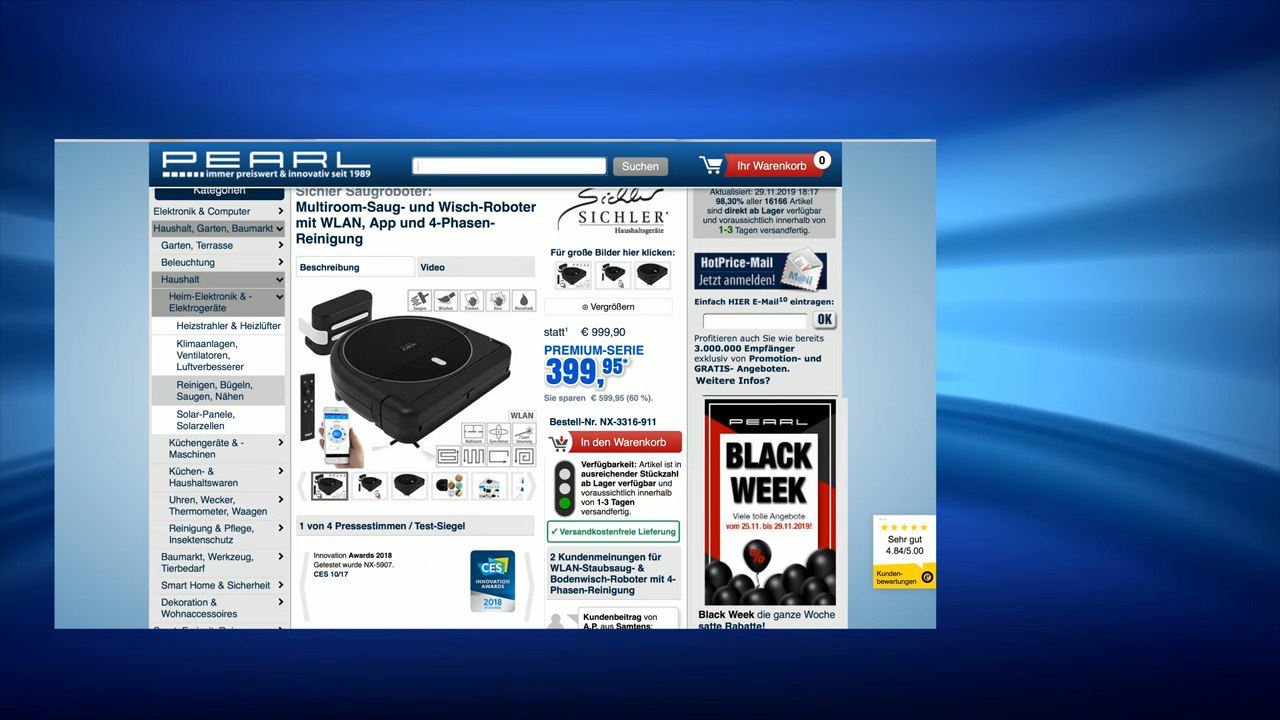 PEARL
immer preiswert & innovativ seit 1989
Suchen
Ihr Warenkorb
0
Kategorien
Elektronik & Computer
Haushalt, Garten, Baumarkt
Garten, Terrasse
Beleuchtung
Haushalt
Heim-Elektronik & -
Elektrogeräte
Heizstrahler & Heizlüfter
Klimaanlagen,
Ventilatoren,
Luftverbesserer
Reinigen, Bügeln,
Saugen, Nähen
Solar-Panele,
Solarzellen
Küchengeräte & -
Maschinen
Küchen- &
Haushaltswaren
Uhren, Wecker,
Thermometer, Waagen
Reinigung & Pflege,
Insektenschutz
Baumarkt, Werkzeug,
Tierbedarf
Smart Home & Sicherheit
Dekoration &
Wohnaccessoires
Sichler Saugroboter:
Multiroom-Saug- und Wisch-Roboter
mit WLAN, App und 4-Phasen-
Reinigung
Beschreibung
Video
WLAN
1 von 4 Pressestimmen / Test-Siegel
Innovation Awards 2018
Getestet wurde NX-5907.
CES 10/17
CES
INNOVATION
AWARDS
2018
Sichler
SICHLER
Haushaltsgeräte
Für große Bilder hier klicken:
Vergrößern
statt¹ € 999,90
PREMIUM-SERIE
399,95*
Sie sparen € 599,95 (60 %).
Bestell-Nr. NX-3316-911
In den Warenkorb
Verfügbarkeit: Artikel ist in
ausreichender Stückzahl
ab Lager verfügbar und
voraussichtlich innerhalb
von 1-3 Tagen
versandfertig.
✓ Versandkostenfreie Lieferung
2 Kundenmeinungen für
WLAN-Staubsaug- &
Bodenwisch-Roboter mit 4-
Phasen-Reinigung
Kundenbeitrag von
A.P. aus Samtens:
Aktualisiert: 29.11.2019 18:17
98,30% aller 16166 Artikel
sind direkt ab Lager verfügbar
und voraussichtlich innerhalb von
1-3 Tagen versandfertig.
HotPrice-Mail
Jetzt anmelden!
M@il
Einfach HIER E-Mail¹⁰ eintragen:
OK
Profitieren auch Sie wie bereits
3.000.000 Empfänger
exklusiv von Promotion- und
GRATIS- Angeboten.
Weitere Infos?
PEARL
BLACK
WEEK
Viele tolle Angebote
vom 25.11. bis 29.11.2019!
%
Black Week die ganze Woche
satte Rabatte!
Sehr gut
4.84/5.00
Kunden-
bewertungen